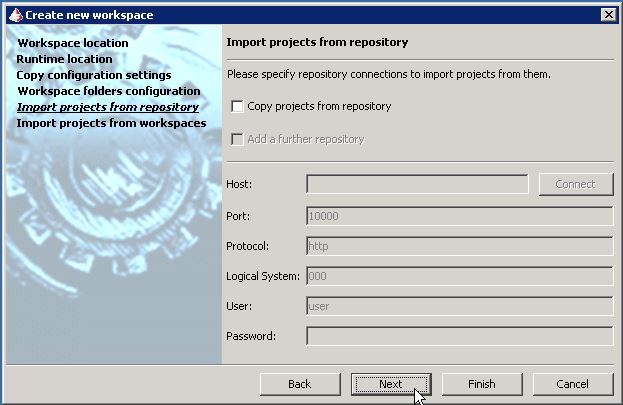 Create new workspace
Workspace location
Runtime location
Copy configuration settings
Workspace folders configuration
Import projects from repository
Import projects from workspaces
Import projects from repository
Please specify repository connections to import projects from them.
Copy projects from repository
Add a further repository
Host:
Connect
Port: 10000
Protocol: http
Logical System: 000
User: user
Password:
Back Next Finish Cancel